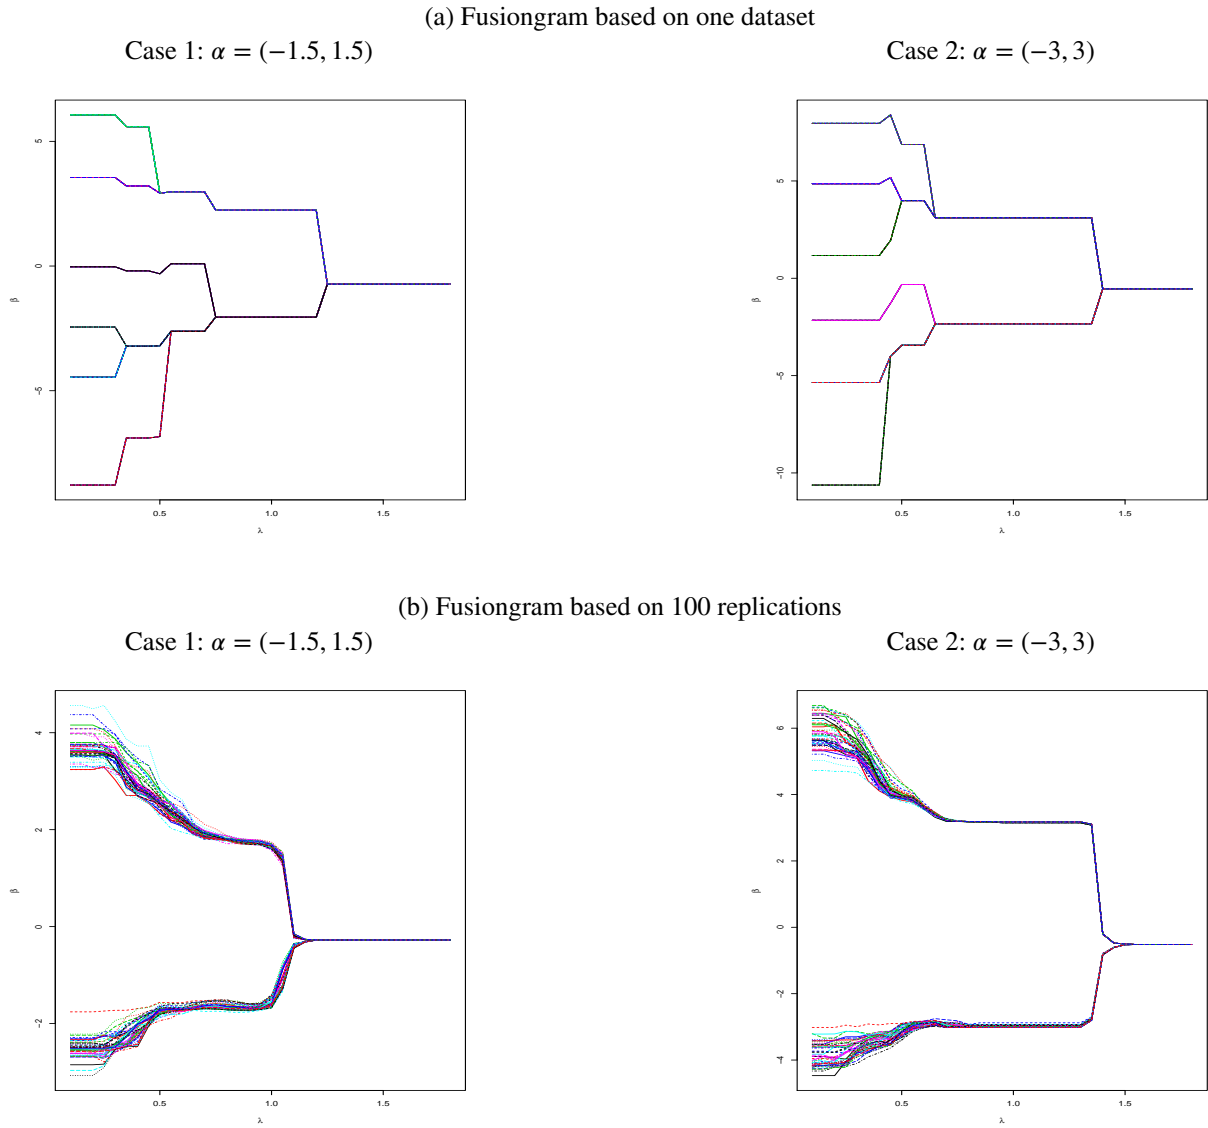 (a) Fusiongram based on one dataset
Case 1: α = (−1.5, 1.5)
Case 2: α = (−3, 3)
5
0
−5
β
0.5
1.0
1.5
λ
5
0
−5
−10
β
0.5
1.0
1.5
λ
(b) Fusiongram based on 100 replications
Case 1: α = (−1.5, 1.5)
Case 2: α = (−3, 3)
4
2
0
−2
β
0.5
1.0
1.5
λ
6
4
2
0
−2
−4
β
0.5
1.0
1.5
λ